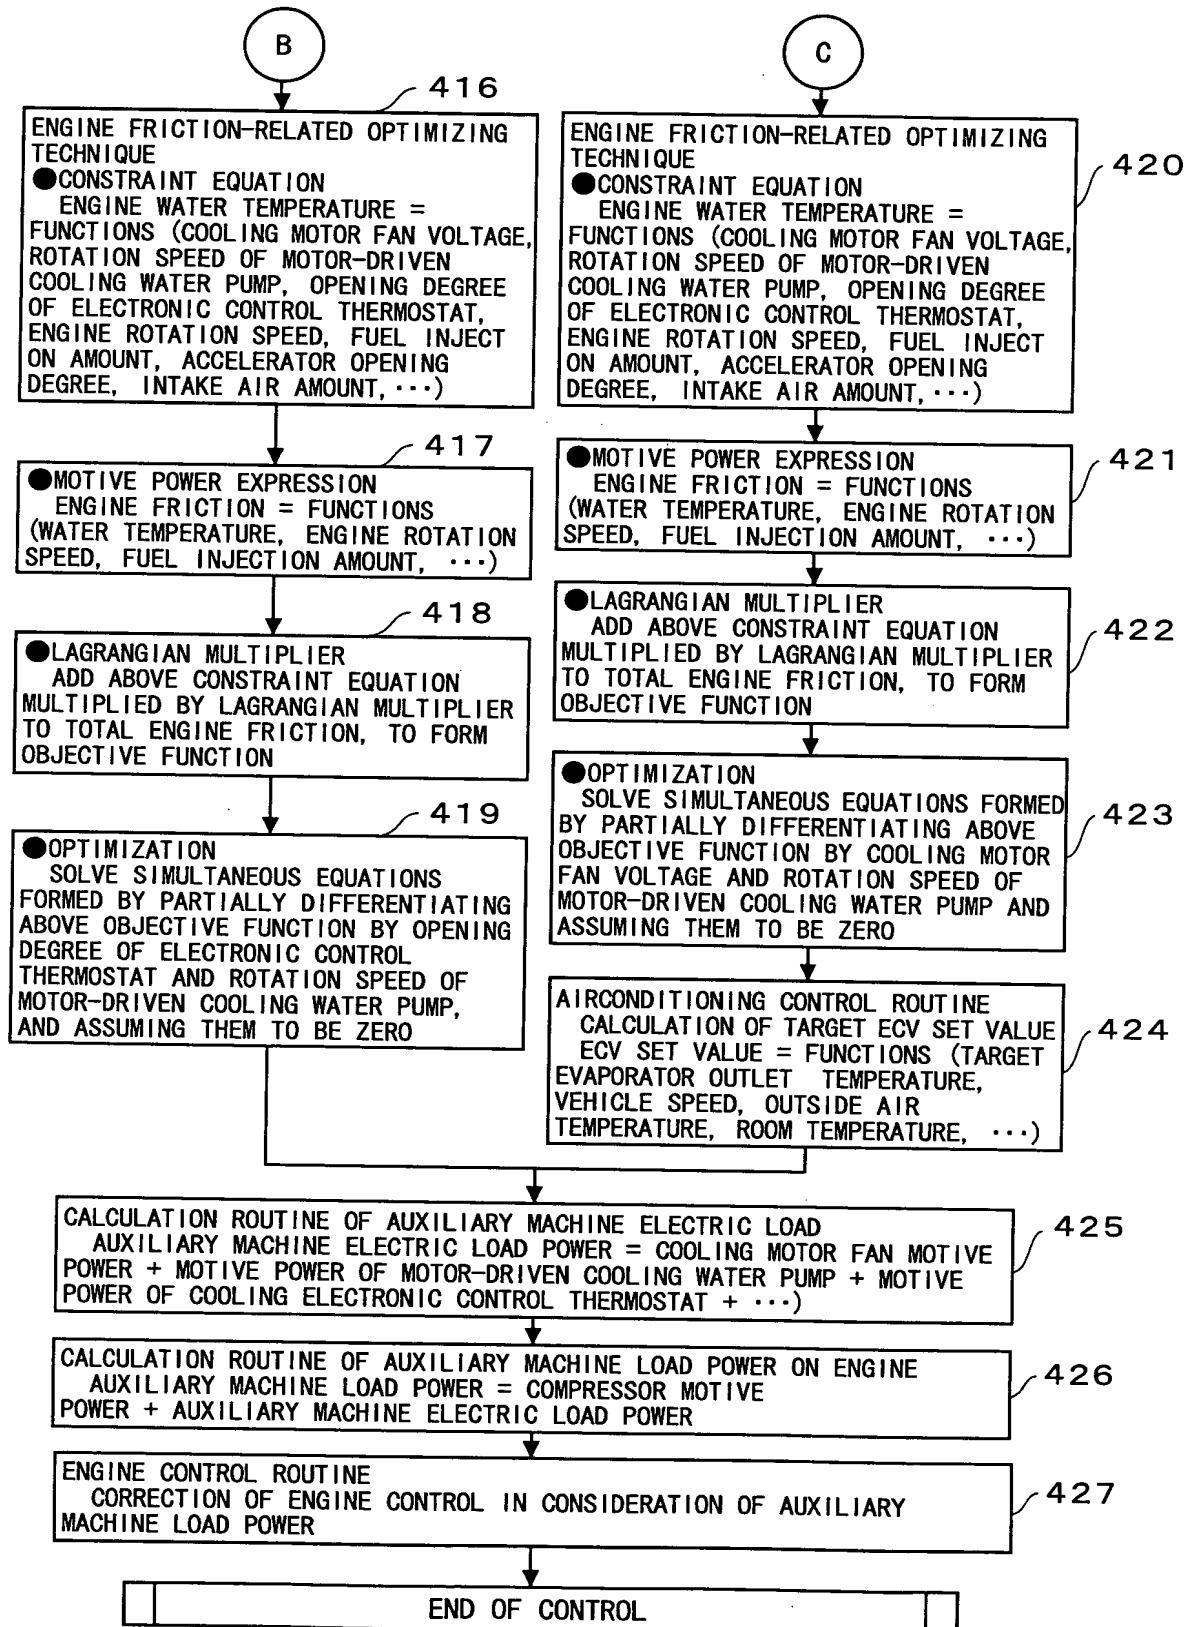 B
416
ENGINE FRICTION-RELATED OPTIMIZING
TECHNIQUE
●CONSTRAINT EQUATION
ENGINE WATER TEMPERATURE =
FUNCTIONS (COOLING MOTOR FAN VOLTAGE,
ROTATION SPEED OF MOTOR-DRIVEN
COOLING WATER PUMP, OPENING DEGREE
OF ELECTRONIC CONTROL THERMOSTAT,
ENGINE ROTATION SPEED, FUEL INJECT
ON AMOUNT, ACCELERATOR OPENING
DEGREE, INTAKE AIR AMOUNT, ···)
417
●MOTIVE POWER EXPRESSION
ENGINE FRICTION = FUNCTIONS
(WATER TEMPERATURE, ENGINE ROTATION
SPEED, FUEL INJECTION AMOUNT, ···)
418
●LAGRANGIAN MULTIPLIER
ADD ABOVE CONSTRAINT EQUATION
MULTIPLIED BY LAGRANGIAN MULTIPLIER
TO TOTAL ENGINE FRICTION, TO FORM
OBJECTIVE FUNCTION
419
●OPTIMIZATION
SOLVE SIMULTANEOUS EQUATIONS
FORMED BY PARTIALLY DIFFERENTIATING
ABOVE OBJECTIVE FUNCTION BY OPENING
DEGREE OF ELECTRONIC CONTROL
THERMOSTAT AND ROTATION SPEED OF
MOTOR-DRIVEN COOLING WATER PUMP,
AND ASSUMING THEM TO BE ZERO
C
420
ENGINE FRICTION-RELATED OPTIMIZING
TECHNIQUE
●CONSTRAINT EQUATION
ENGINE WATER TEMPERATURE =
FUNCTIONS (COOLING MOTOR FAN VOLTAGE,
ROTATION SPEED OF MOTOR-DRIVEN
COOLING WATER PUMP, OPENING DEGREE
OF ELECTRONIC CONTROL THERMOSTAT,
ENGINE ROTATION SPEED, FUEL INJECT
ON AMOUNT, ACCELERATOR OPENING
DEGREE, INTAKE AIR AMOUNT, ···)
421
●MOTIVE POWER EXPRESSION
ENGINE FRICTION = FUNCTIONS
(WATER TEMPERATURE, ENGINE ROTATION
SPEED, FUEL INJECTION AMOUNT, ···)
422
●LAGRANGIAN MULTIPLIER
ADD ABOVE CONSTRAINT EQUATION
MULTIPLIED BY LAGRANGIAN MULTIPLIER
TO TOTAL ENGINE FRICTION, TO FORM
OBJECTIVE FUNCTION
423
●OPTIMIZATION
SOLVE SIMULTANEOUS EQUATIONS FORMED
BY PARTIALLY DIFFERENTIATING ABOVE
OBJECTIVE FUNCTION BY COOLING MOTOR
FAN VOLTAGE AND ROTATION SPEED OF
MOTOR-DRIVEN COOLING WATER PUMP AND
ASSUMING THEM TO BE ZERO
424
AIRCONDITIONING CONTROL ROUTINE
CALCULATION OF TARGET ECV SET VALUE
ECV SET VALUE = FUNCTIONS (TARGET
EVAPORATOR OUTLET TEMPERATURE,
VEHICLE SPEED, OUTSIDE AIR
TEMPERATURE, ROOM TEMPERATURE, ···)
425
CALCULATION ROUTINE OF AUXILIARY MACHINE ELECTRIC LOAD
AUXILIARY MACHINE ELECTRIC LOAD POWER = COOLING MOTOR FAN MOTIVE
POWER + MOTIVE POWER OF MOTOR-DRIVEN COOLING WATER PUMP + MOTIVE
POWER OF COOLING ELECTRONIC CONTROL THERMOSTAT + ···)
426
CALCULATION ROUTINE OF AUXILIARY MACHINE LOAD POWER ON ENGINE
AUXILIARY MACHINE LOAD POWER = COMPRESSOR MOTIVE
POWER + AUXILIARY MACHINE ELECTRIC LOAD POWER
427
ENGINE CONTROL ROUTINE
CORRECTION OF ENGINE CONTROL IN CONSIDERATION OF AUXILIARY
MACHINE LOAD POWER
END OF CONTROL